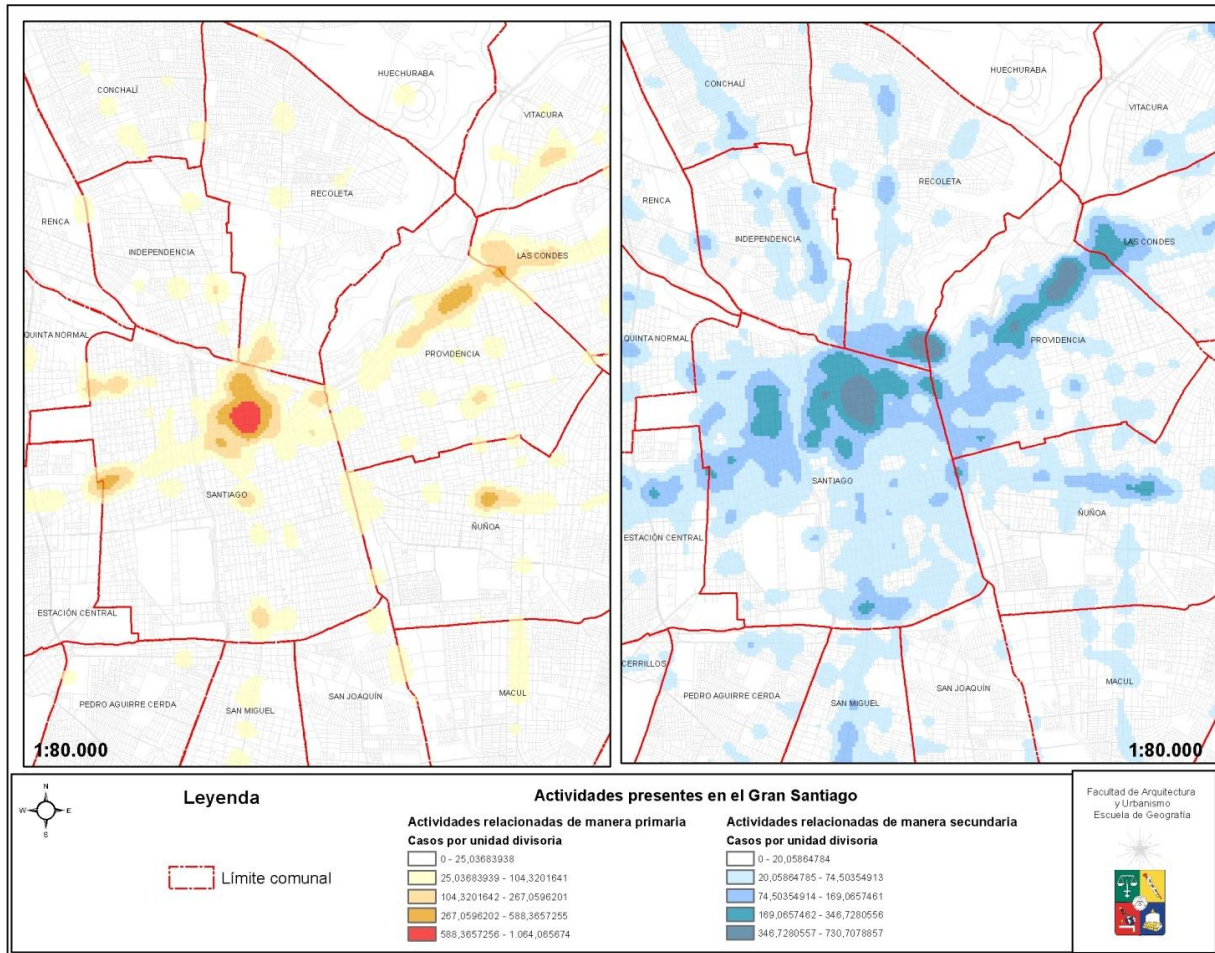 CONCHALÍ
HUECHURABA
VITACURA
RECOLETA
RENCA
INDEPENDENCIA
LAS CONDES
QUINTA NORMAL
PROVIDENCIA
SANTIAGO
ÑUÑOA
ESTACIÓN CENTRAL
PEDRO AGUIRRE CERDA
SAN MIGUEL
SAN JOAQUÍN
MACUL
1:80.000
CONCHALÍ
HUECHURABA
VITACURA
RECOLETA
RENCA
INDEPENDENCIA
LAS CONDES
QUINTA NORMAL
PROVIDENCIA
SANTIAGO
ÑUÑOA
ESTACIÓN CENTRAL
CERRILLOS
PEDRO AGUIRRE CERDA
SAN MIGUEL
SAN JOAQUÍN
MACUL
1:80.000
N
W E
S
Leyenda
Límite comunal
Actividades presentes en el Gran Santiago
Actividades relacionadas de manera primaria
Casos por unidad divisoria
0 - 25,03683938
25,03683939 - 104,3201641
104,3201642 - 267,0596201
267,0596202 - 588,3657255
588,3657256 - 1.064,065674
Actividades relacionadas de manera secundaria
Casos por unidad divisoria
0 - 20,05864784
20,05864785 - 74,50354913
74,50354914 - 169,0657461
169,0657462 - 346,7280556
346,7280557 - 730,7078857
Facultad de Arquitectura
y Urbanismo
Escuela de Geografía